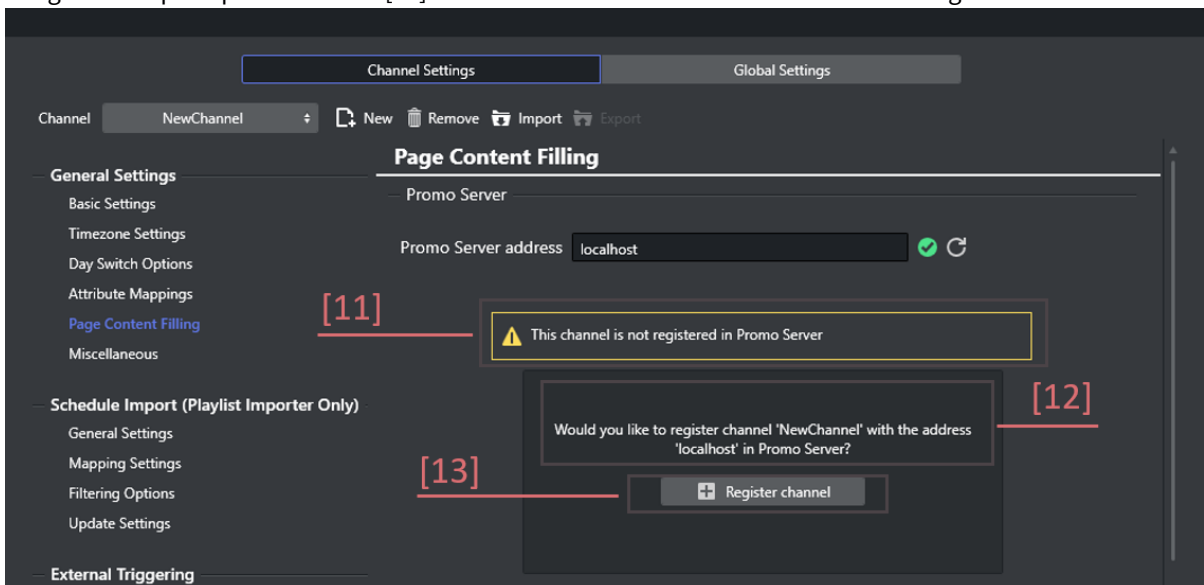 Channel Settings
Global Settings
Channel NewChannel New Remove Import Export
Page Content Filling
General Settings
Promo Server
Basic Settings
Timezone Settings
Promo Server address localhost
Day Switch Options
Attribute Mappings
[11]
Page Content Filling
This channel is not registered in Promo Server
Miscellaneous
[12]
Schedule Import (Playlist Importer Only)
General Settings
Would you like to register channel 'NewChannel' with the address
'localhost' in Promo Server?
Mapping Settings
[13]
Filtering Options
Register channel
Update Settings
External Triggering